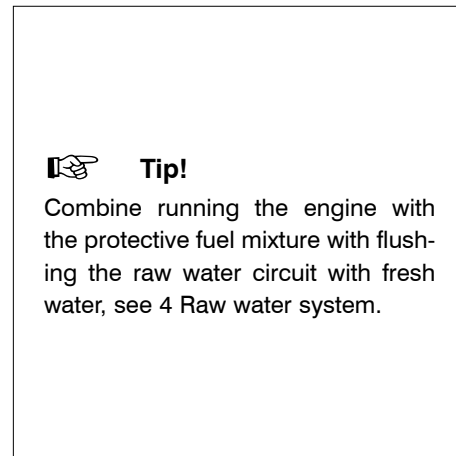 ☞ Tip!
Combine running the engine with
the protective fuel mixture with flush-
ing the raw water circuit with fresh
water, see 4 Raw water system.